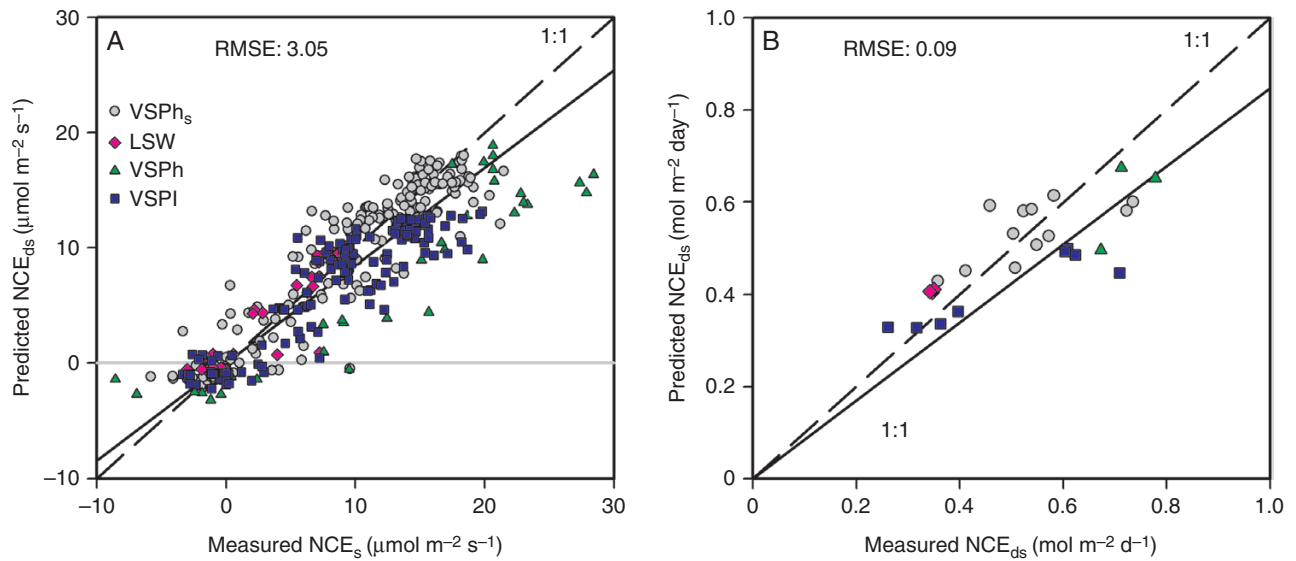 A
RMSE: 3.05
1:1
VSPhs
LSW
VSPh
VSPI
30
20
10
0
−10
−10 0 10 20 30
Predicted NCEds (μmol m−2 s−1)
Measured NCEs (μmol m−2 s−1)
B
RMSE: 0.09
1:1
1:1
1.0
0.8
0.6
0.4
0.2
0
0 0.2 0.4 0.6 0.8 1.0
Predicted NCEds (mol m−2 day−1)
Measured NCEds (mol m−2 d−1)